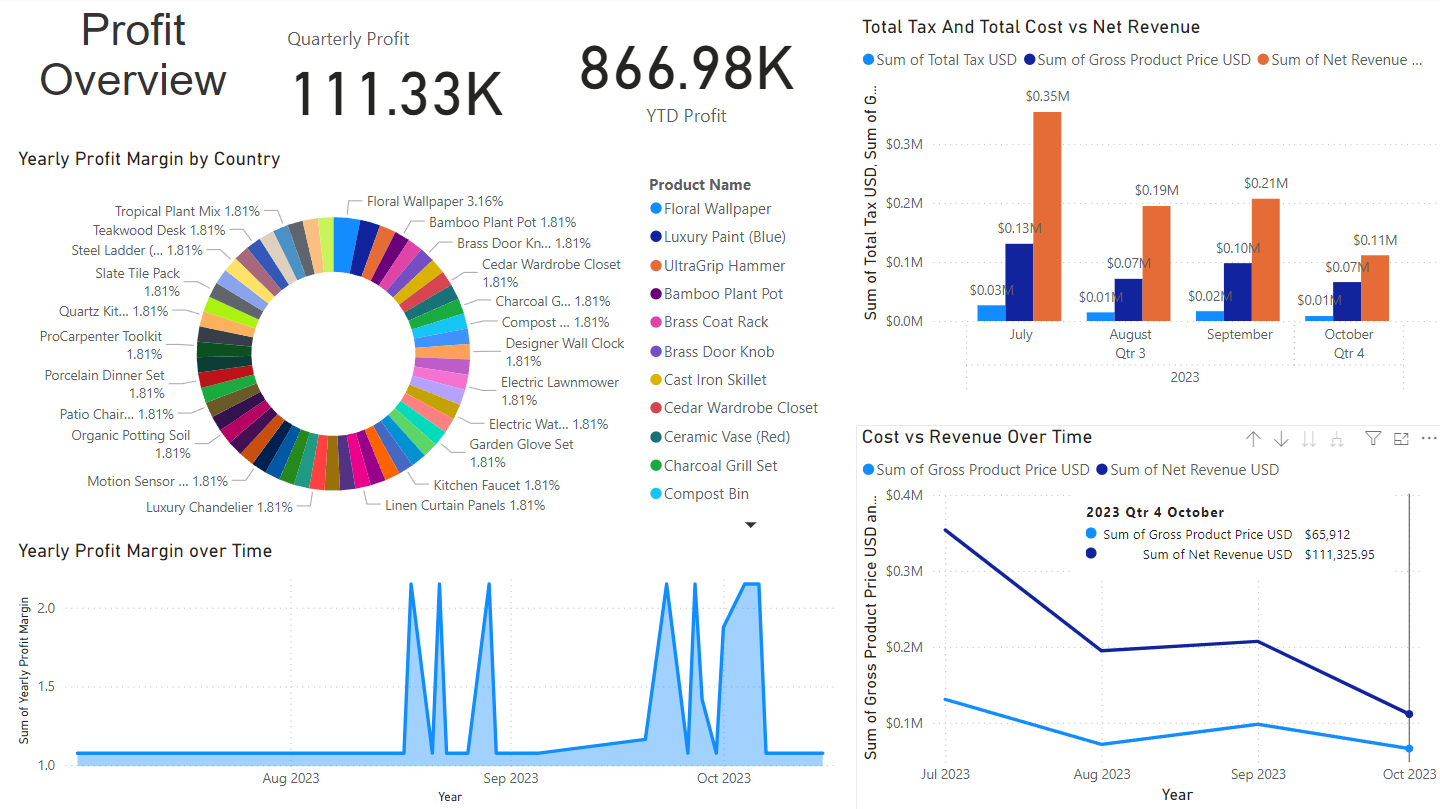 Profit
Overview
Quarterly Profit
111.33K
866.98K
YTD Profit
Yearly Profit Margin by Country
Floral Wallpaper 3.16%
Bamboo Plant Pot 1.81%
Brass Door Kn... 1.81%
Cedar Wardrobe Closet
1.81%
Charcoal G... 1.81%
Compost ... 1.81%
Designer Wall Clock
1.81%
Electric Lawnmower
1.81%
Electric Wat... 1.81%
Garden Glove Set
1.81%
Kitchen Faucet 1.81%
Linen Curtain Panels 1.81%
Luxury Chandelier 1.81%
Motion Sensor ... 1.81%
Organic Potting Soil
1.81%
Patio Chair... 1.81%
Porcelain Dinner Set
1.81%
ProCarpenter Toolkit
1.81%
Quartz Kit... 1.81%
Slate Tile Pack
1.81%
Steel Ladder (... 1.81%
Teakwood Desk 1.81%
Tropical Plant Mix 1.81%
Product Name
Floral Wallpaper
Luxury Paint (Blue)
UltraGrip Hammer
Bamboo Plant Pot
Brass Coat Rack
Brass Door Knob
Cast Iron Skillet
Cedar Wardrobe Closet
Ceramic Vase (Red)
Charcoal Grill Set
Compost Bin
Yearly Profit Margin over Time
Sum of Yearly Profit Margin
2.0
1.5
1.0
Aug 2023
Sep 2023
Oct 2023
Year
Total Tax And Total Cost vs Net Revenue
Sum of Total Tax USD
Sum of Gross Product Price USD
Sum of Net Revenue ...
Sum of Total Tax USD, Sum of G...
$0.3M
$0.2M
$0.1M
$0.0M
$0.03M
$0.13M
$0.35M
$0.01M
$0.07M
$0.19M
$0.02M
$0.10M
$0.21M
$0.01M
$0.07M
$0.11M
July
August
September
October
Qtr 3
Qtr 4
2023
Cost vs Revenue Over Time
Sum of Gross Product Price USD
Sum of Net Revenue USD
Sum of Gross Product Price USD an...
$0.4M
$0.3M
$0.2M
$0.1M
2023 Qtr 4 October
Sum of Gross Product Price USD $65,912
Sum of Net Revenue USD $111,325.95
Jul 2023
Aug 2023
Sep 2023
Oct 2023
Year